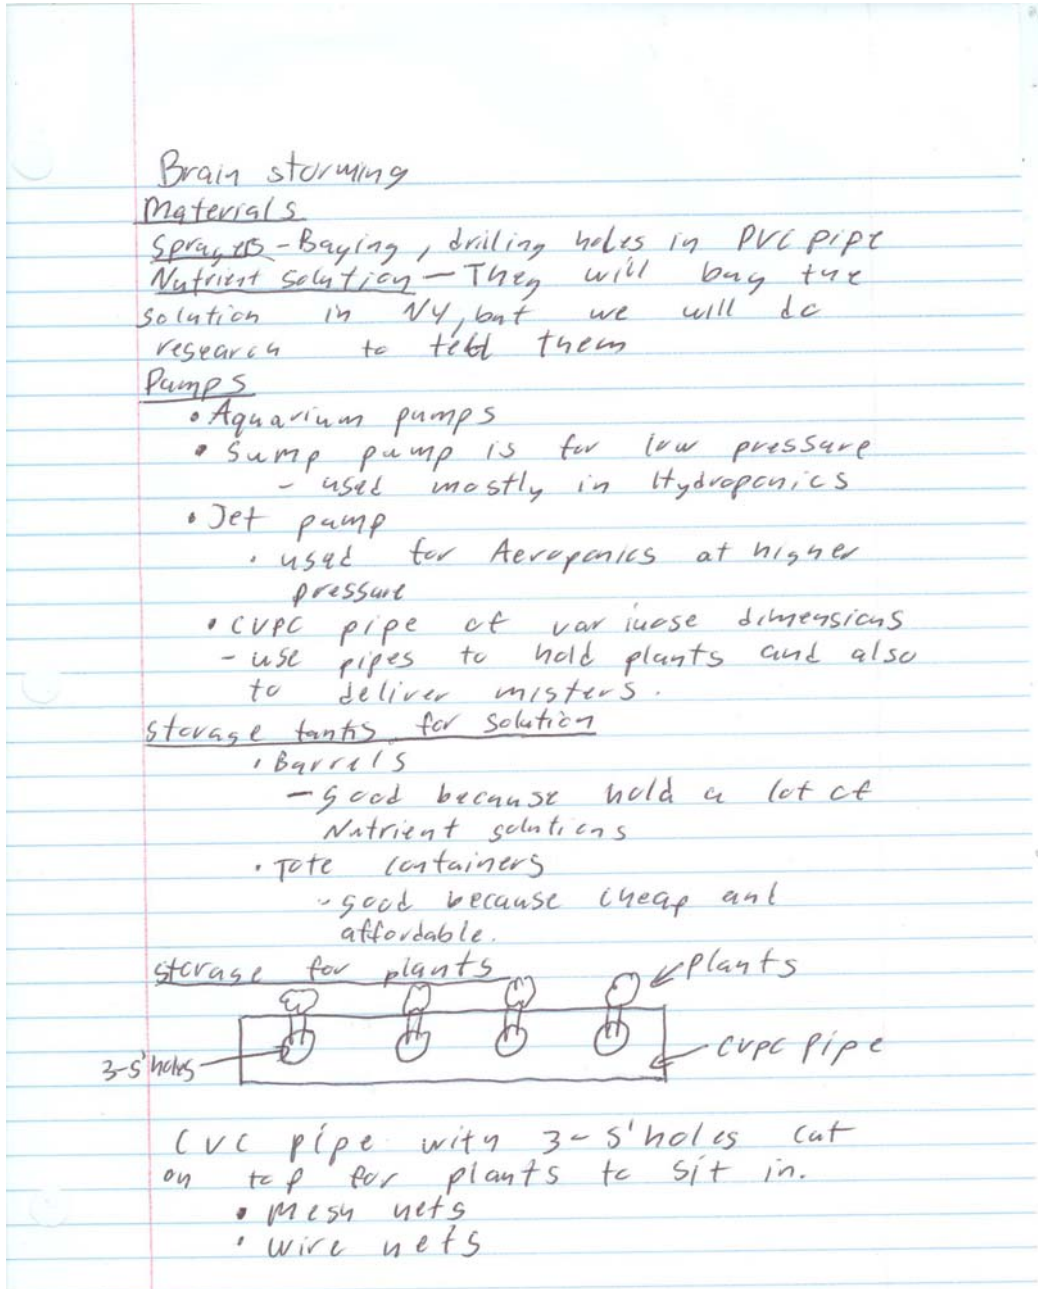 Brain storming
Materials
Sprayers - Baying, driling holes in PVC pipe
Nutrient solution - They will buy the
solution in NY, but we will do
research to tell them
Pumps
• Aquarium pumps
• Sump pump is for low pressure
- used mostly in Hydroponics
• Jet pump
• used for Aeroponics at higher
pressure
• CVPC pipe of variuose dimensions
- use pipes to hold plants and also
to deliver misters.
Storage tanks for solution
• Barrels
- good because hold a lot of
Nutrient solutions
• Tote containers
- good because cheap and
affordable.
storage for plants
Plants
3-5' holes
CVPC Pipe
CVC pipe with 3-5' holes cut
on top for plants to sit in.
• Mesh nets
• wire nets